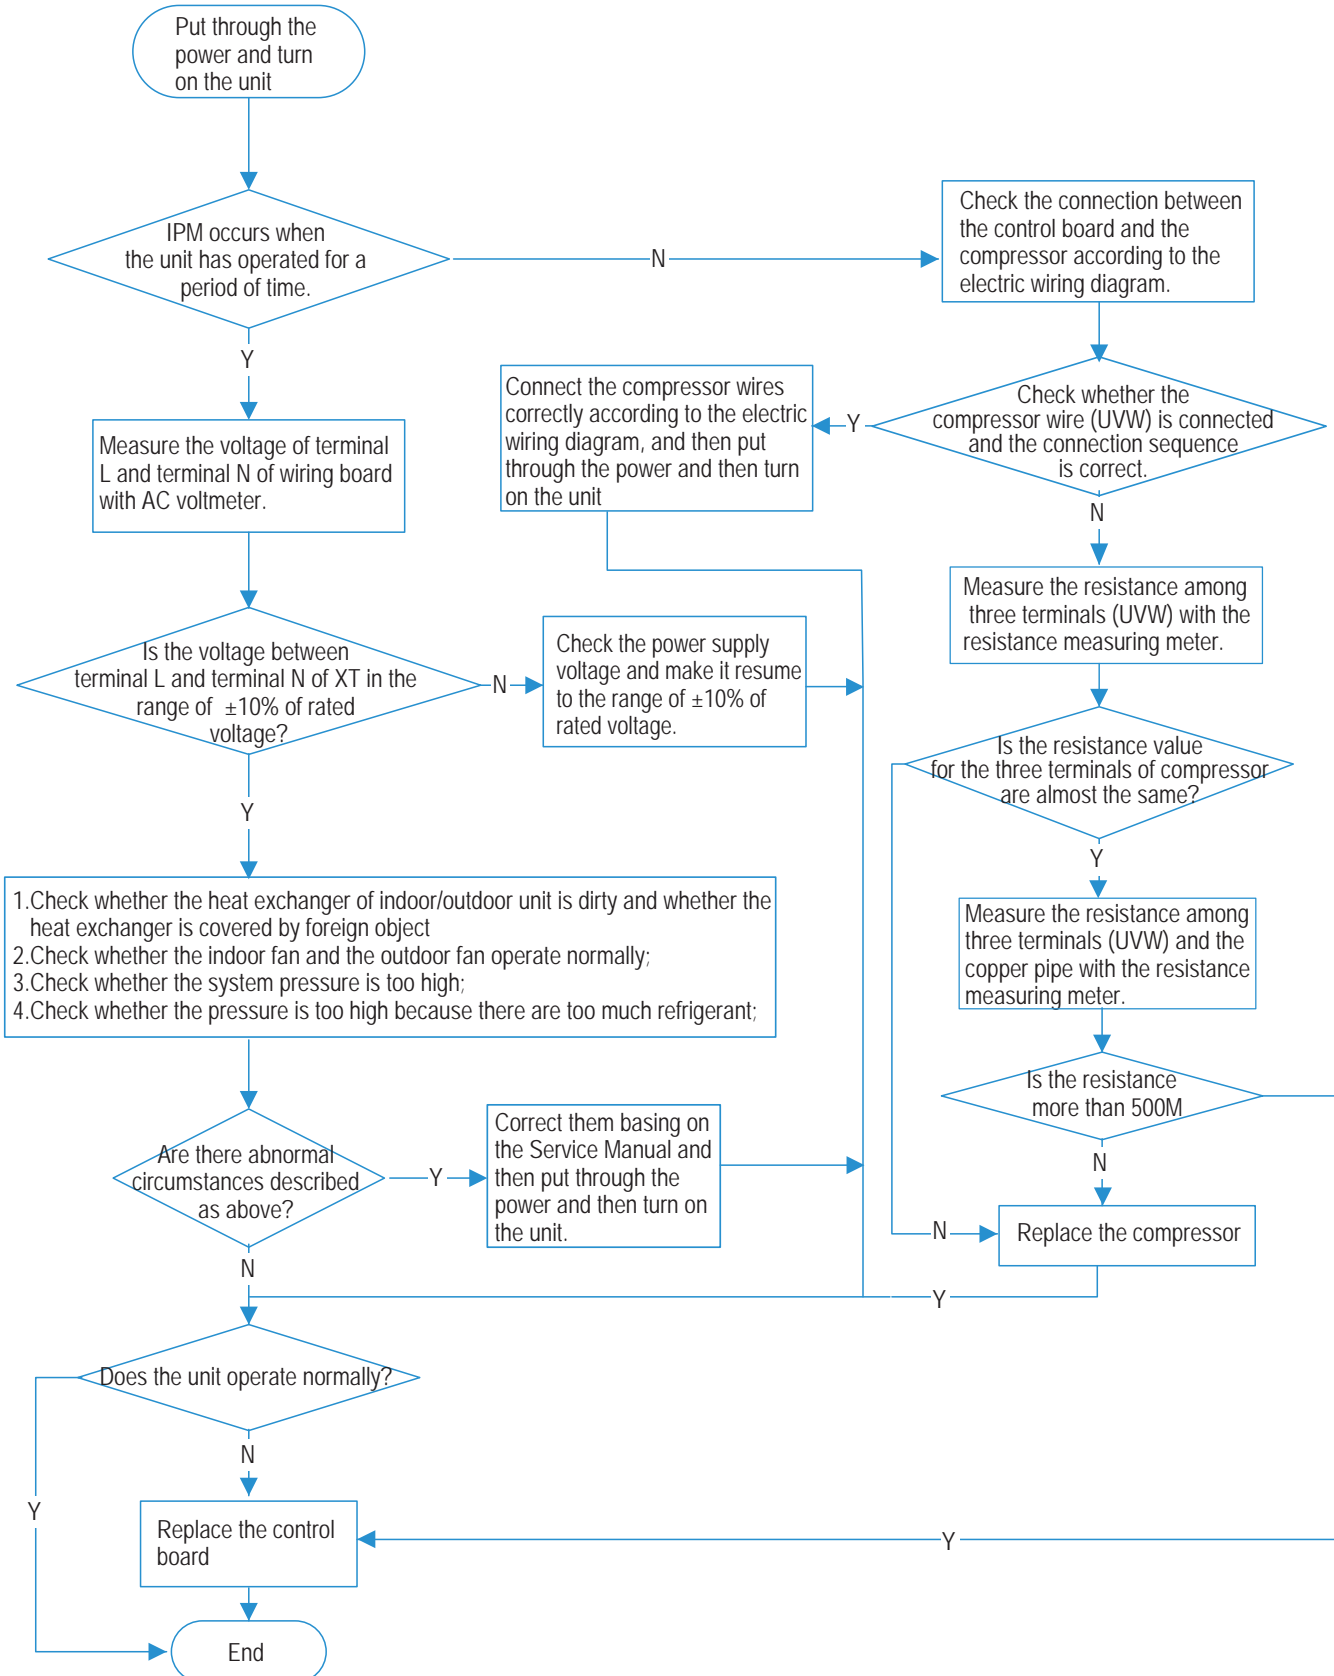 Put through the
power and turn
on the unit
IPM occurs when
the unit has operated for a
period of time.
N
Check the connection between
the control board and the
compressor according to the
electric wiring diagram.
Y
Connect the compressor wires
correctly according to the electric
wiring diagram, and then put
through the power and then turn
on the unit
Y
Check whether the
compressor wire (UVW) is connected
and the connection sequence
is correct.
Measure the voltage of terminal
L and terminal N of wiring board
with AC voltmeter.
N
Measure the resistance among
three terminals (UVW) with the
resistance measuring meter.
Is the voltage between
terminal L and terminal N of XT in the
range of ±10% of rated
voltage?
N
Check the power supply
voltage and make it resume
to the range of ±10% of
rated voltage.
Is the resistance value
for the three terminals of compressor
are almost the same?
Y
Y
1.Check whether the heat exchanger of indoor/outdoor unit is dirty and whether the
heat exchanger is covered by foreign object
2.Check whether the indoor fan and the outdoor fan operate normally;
3.Check whether the system pressure is too high;
4.Check whether the pressure is too high because there are too much refrigerant;
Measure the resistance among
three terminals (UVW) and the
copper pipe with the resistance
measuring meter.
Is the resistance
more than 500M
Are there abnormal
circumstances described
as above?
Y
Correct them basing on
the Service Manual and
then put through the
power and then turn on
the unit.
N
N
Replace the compressor
N
Y
Does the unit operate normally?
N
Y
Replace the control
board
Y
End